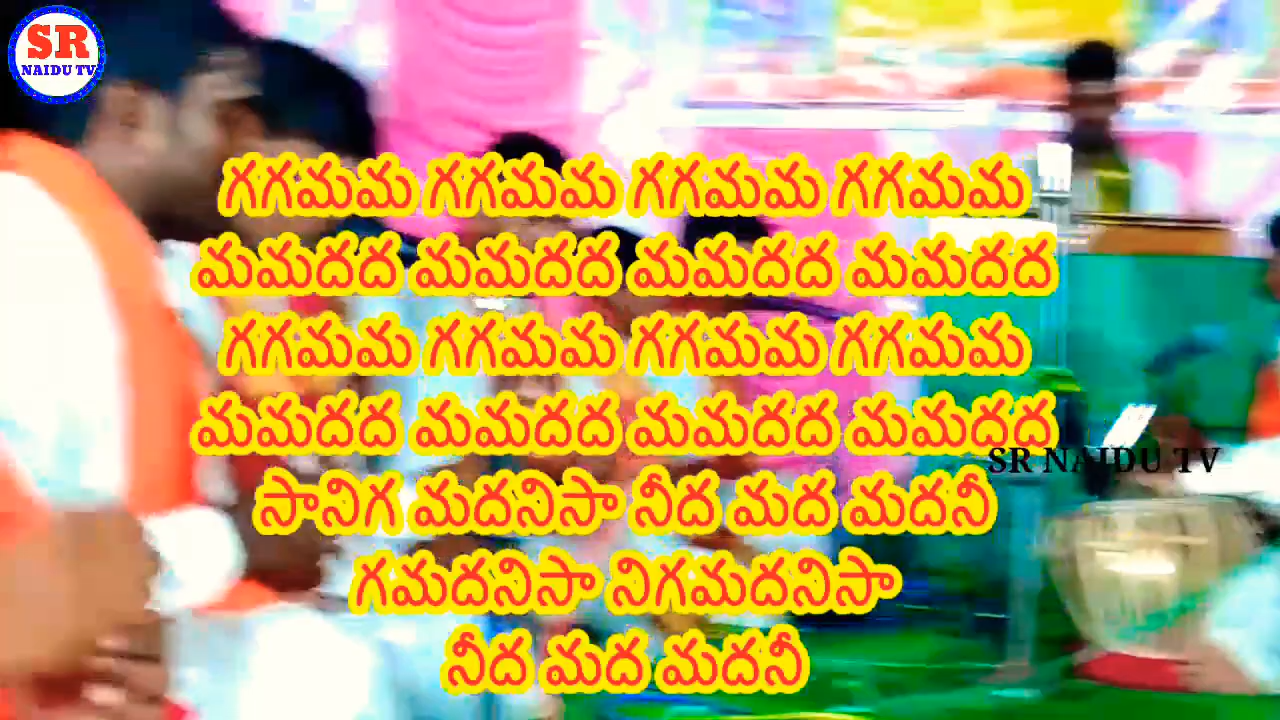 SR
NAIDU TV
గగమమ గగమమ గగమమ గగమమ
మమదద మమదద మమదద మమదద
గగమమ గగమమ గగమమ గగమమ
మమదద మమదద మమదద మమదద
SR NAIDU TV
సానిగ మదనిసా నీద మద మదనీ
గమదనిసా నిగమదనిసా
నీద మద మదనీ